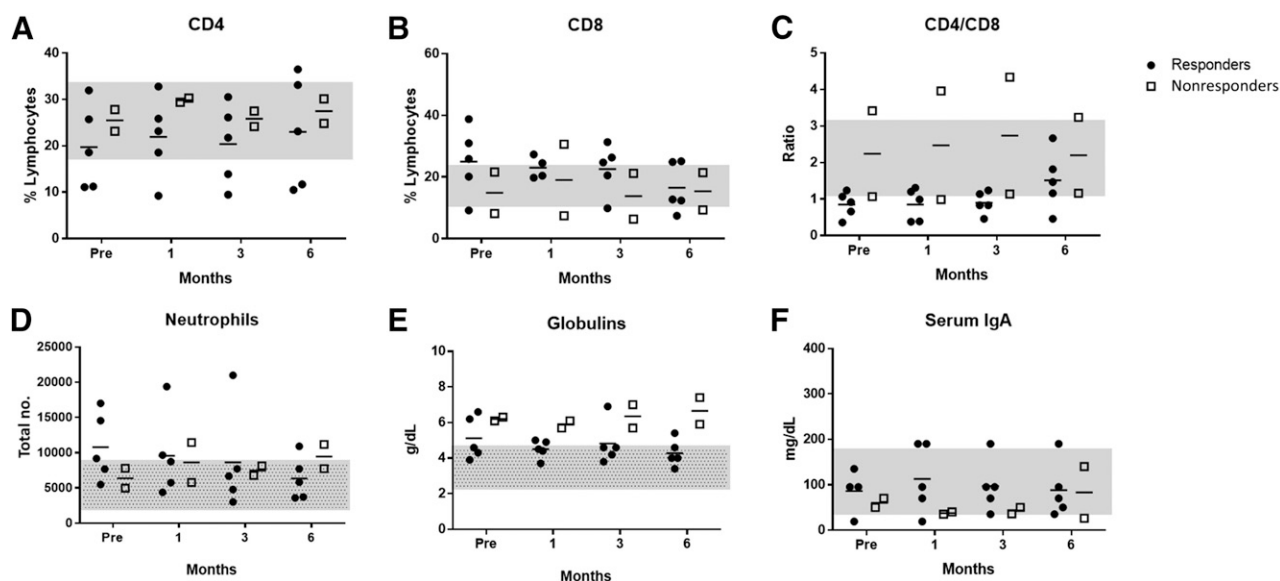 A CD4
% Lymphocytes
40
30
20
10
0
Pre 1 3 6
Months
B CD8
% Lymphocytes
60
40
20
0
Pre 1 3 6
Months
C CD4/CD8
Ratio
5
4
3
2
1
0
Pre 1 3 6
Months
Responders
Nonresponders
D Neutrophils
Total no.
25000
20000
15000
10000
5000
0
Pre 1 3 6
Months
E Globulins
g/dL
10
8
6
4
2
0
Pre 1 3 6
Months
F Serum IgA
mg/dL
400
300
200
100
0
Pre 1 3 6
Months